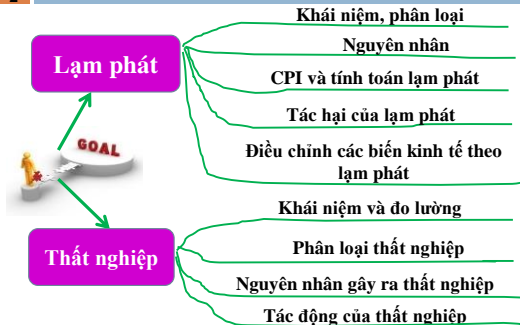 Khái niệm, phân loại
Nguyên nhân
Lạm phát
CPI và tính toán lạm phát
Tác hại của lạm phát
Điều chỉnh các biến kinh tế theo
lạm phát
GOAL
Khái niệm và đo lường
Phân loại thất nghiệp
Thất nghiệp
Nguyên nhân gây ra thất nghiệp
Tác động của thất nghiệp